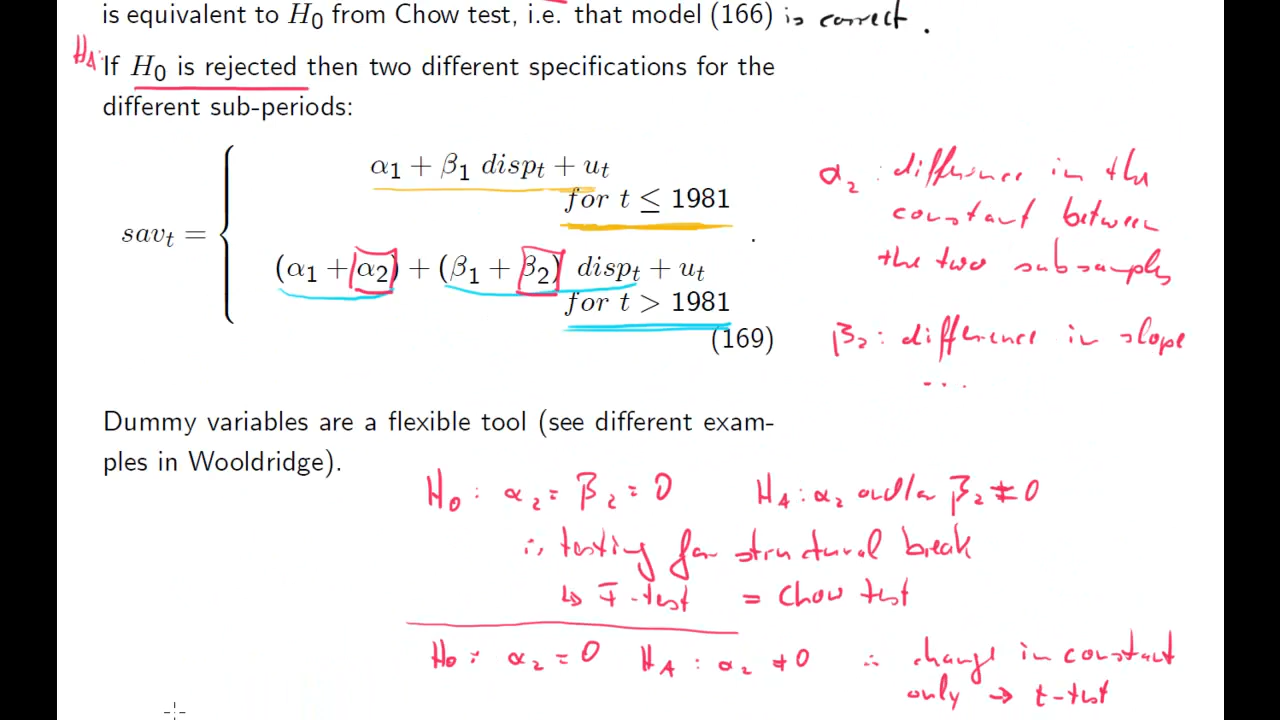 is equivalent to H0 from Chow test, i.e. that model (166) is correct.
HA: If H0 is rejected then two different specifications for the
different sub-periods:
α1 + β1 dispt + ut
for t ≤ 1981
savt = {
(α1 + α2) + (β1 + β2) dispt + ut
for t > 1981
(169)
α2 : difference in the
constant between
the two subsamples
β2 : difference in slope
...
Dummy variables are a flexible tool (see different exam-
ples in Wooldridge).
H0 : α2 = β2 = 0 HA : α2 and/or β2 ≠ 0
∴ testing for structural break
↳ F-test = Chow test
H0 : α2 = 0 HA : α2 ≠ 0 ∴ change in constant
only → t-test